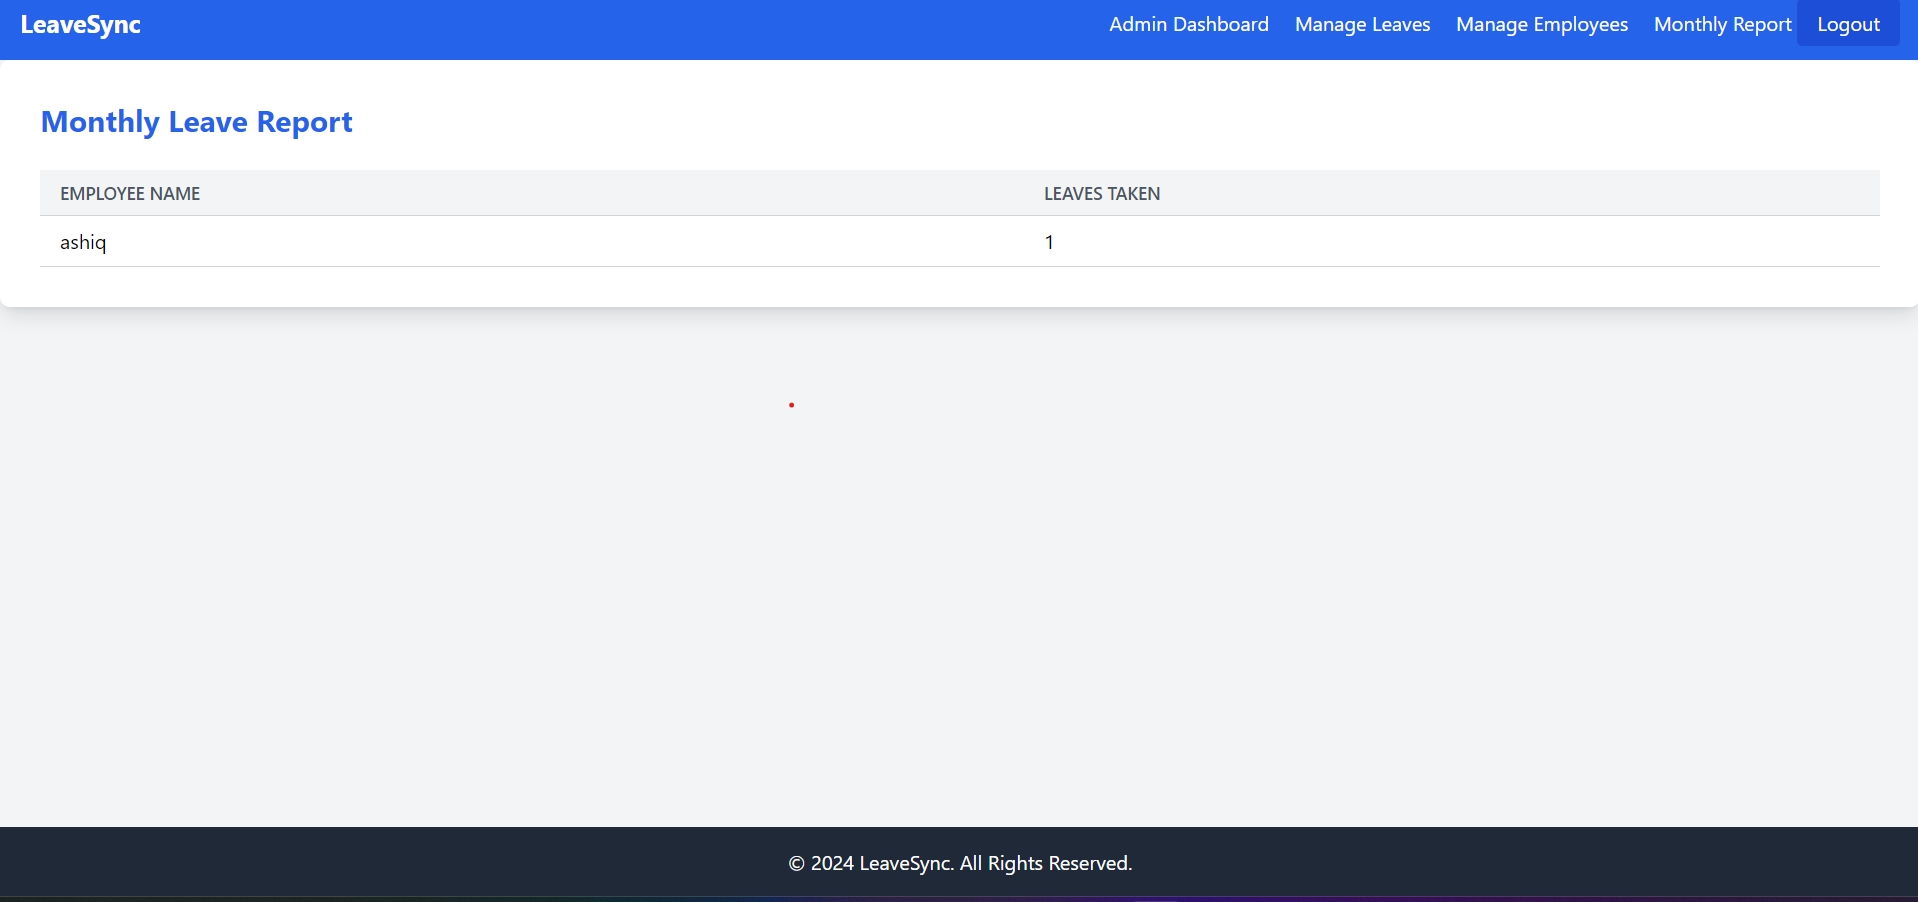 LeaveSync
Admin Dashboard Manage Leaves Manage Employees Monthly Report Logout
Monthly Leave Report
EMPLOYEE NAME LEAVES TAKEN
ashiq 1
© 2024 LeaveSync. All Rights Reserved.